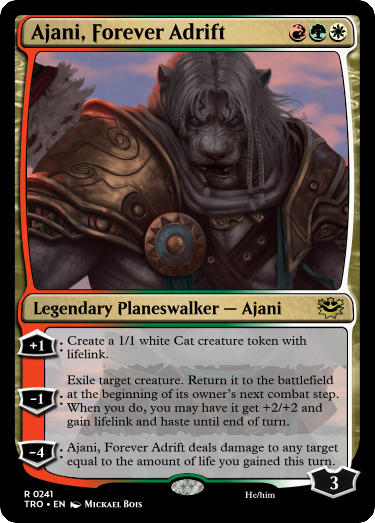 Ajani, Forever Adrift
Legendary Planeswalker — Ajani
+1: Create a 1/1 white Cat creature token with
lifelink.
Exile target creature. Return it to the battlefield
−1: at the beginning of its owner's next combat step.
When you do, you may have it get +2/+2 and
gain lifelink and haste until end of turn.
−4: Ajani, Forever Adrift deals damage to any target
equal to the amount of life you gained this turn.
3
R 0241
TRO • EN Mickael Bois
He/him